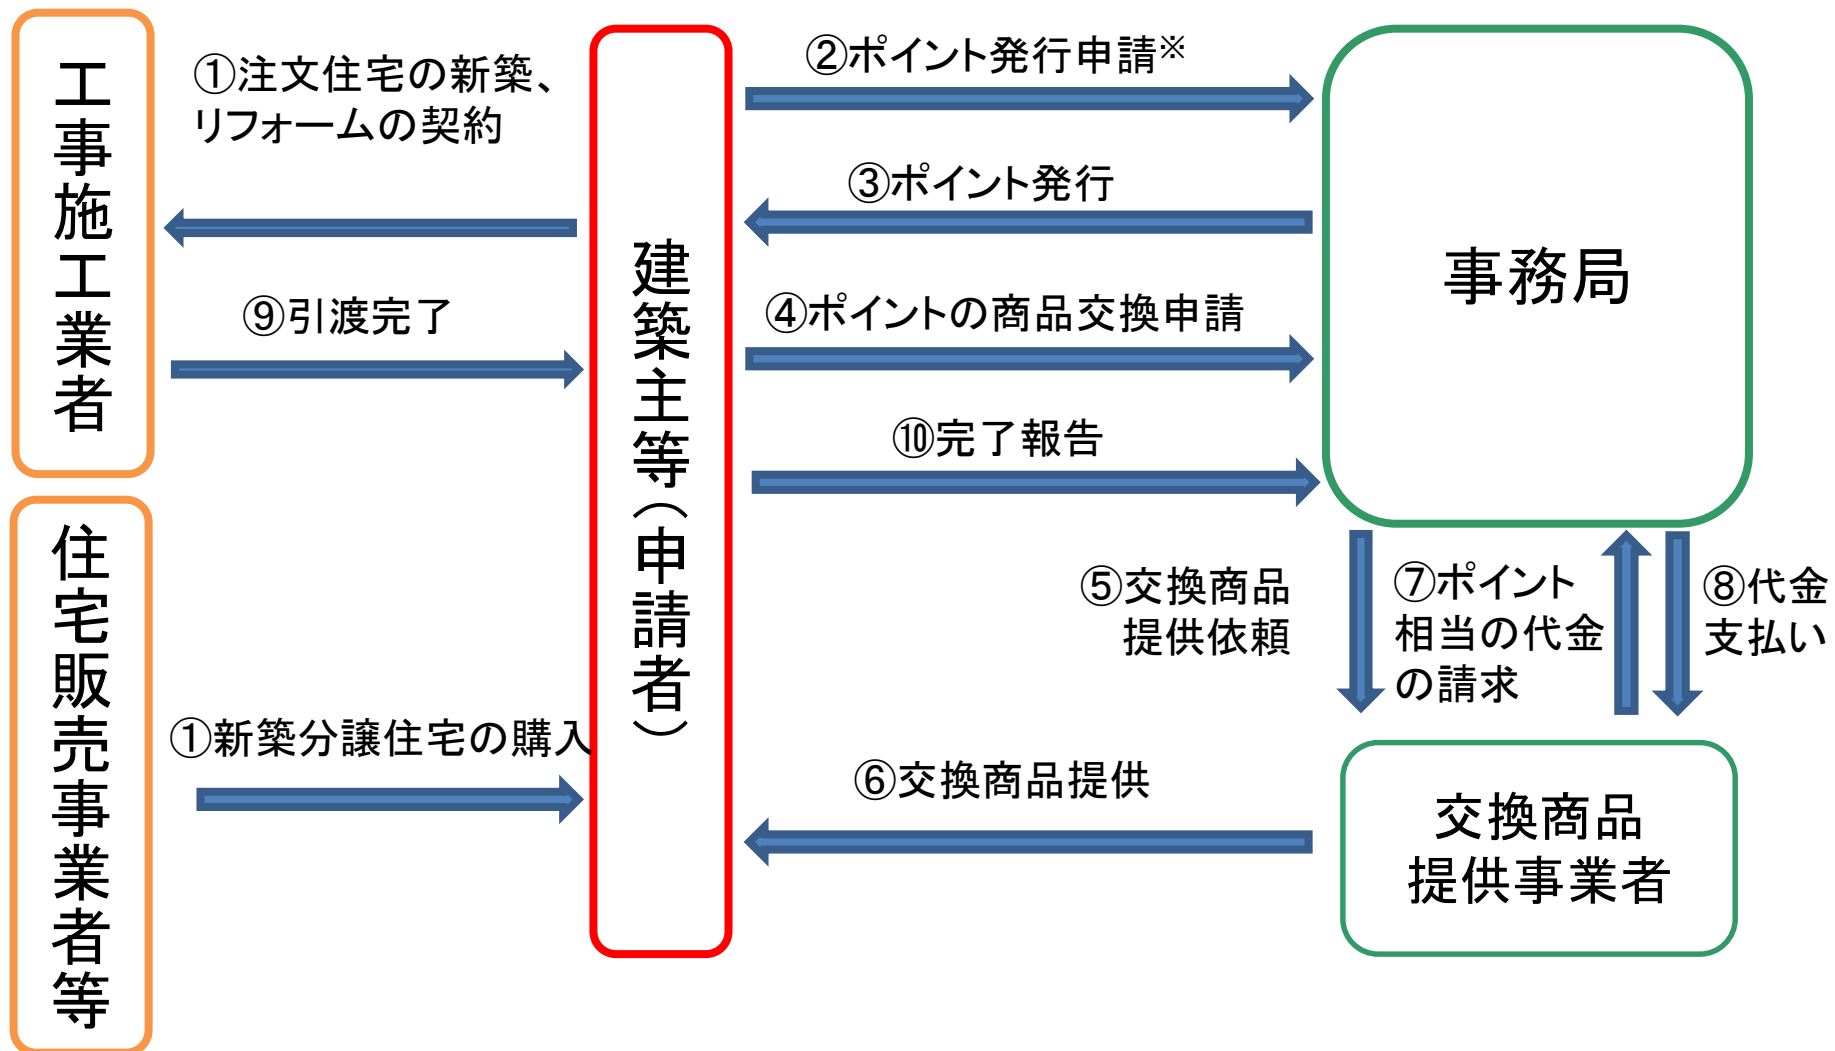 工事施工業者
①注文住宅の新築、
リフォームの契約
⑨引渡完了
住宅販売事業者等
①新築分譲住宅の購入
建築主等（申請者）
②ポイント発行申請※
③ポイント発行
④ポイントの商品交換申請
⑩完了報告
事務局
⑤交換商品
提供依頼
⑦ポイント
相当の代金
の請求
⑧代金
支払い
⑥交換商品提供
交換商品
提供事業者